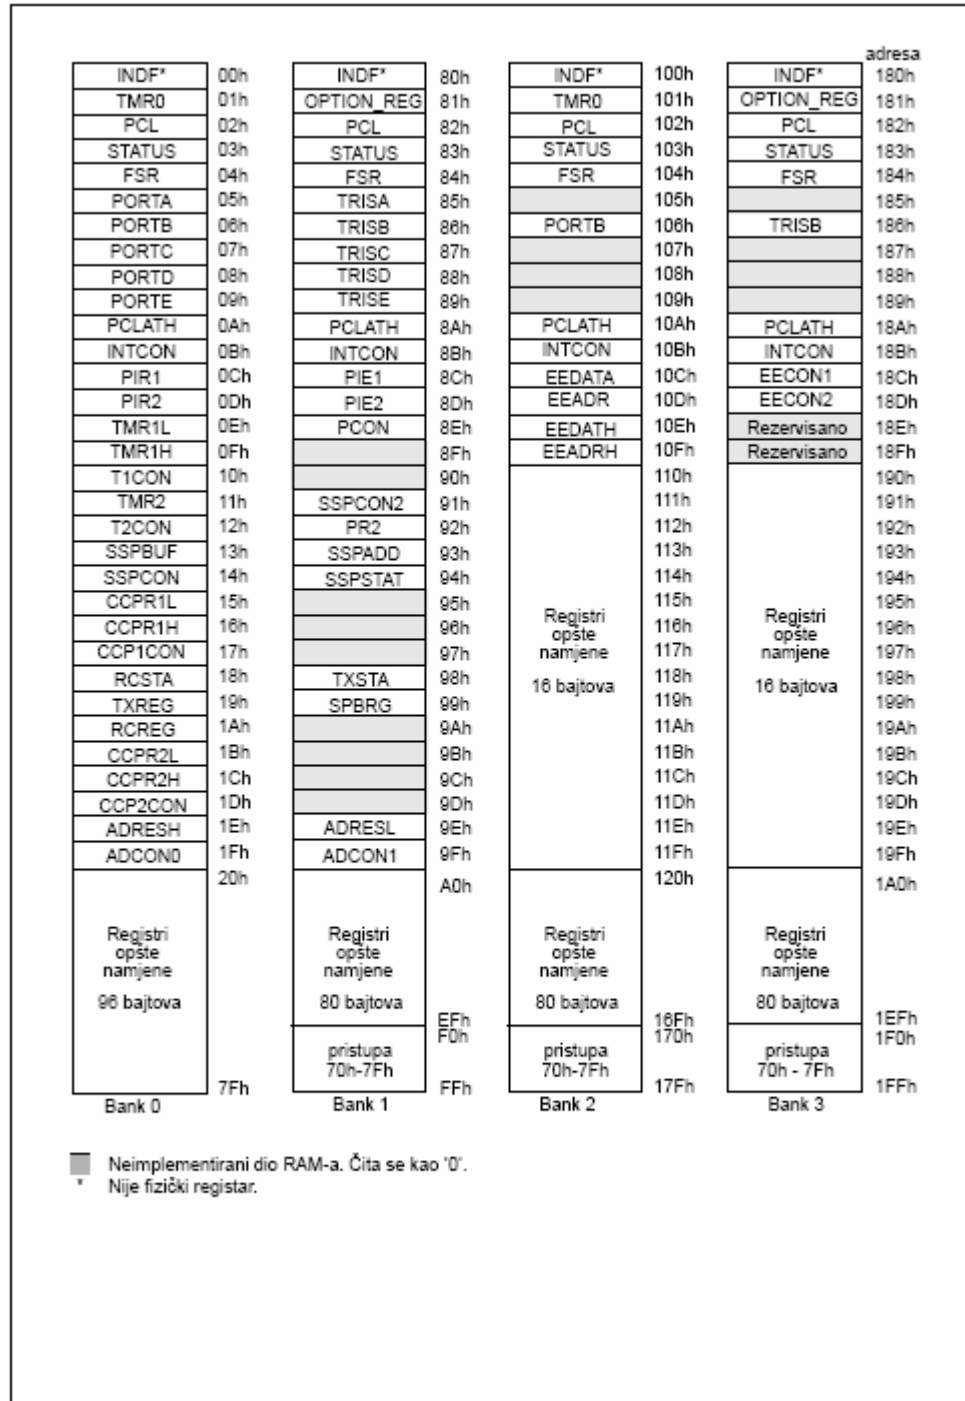 adresa
INDF* 00h INDF* 80h INDF* 100h INDF* 180h
TMR0 01h OPTION_REG 81h TMR0 101h OPTION_REG 181h
PCL 02h PCL 82h PCL 102h PCL 182h
STATUS 03h STATUS 83h STATUS 103h STATUS 183h
FSR 04h FSR 84h FSR 104h FSR 184h
PORTA 05h TRISA 85h 105h 185h
PORTB 06h TRISB 86h PORTB 106h TRISB 186h
PORTC 07h TRISC 87h 107h 187h
PORTD 08h TRISD 88h 108h 188h
PORTE 09h TRISE 89h 109h 189h
PCLATH 0Ah PCLATH 8Ah PCLATH 10Ah PCLATH 18Ah
INTCON 0Bh INTCON 8Bh INTCON 10Bh INTCON 18Bh
PIR1 0Ch PIE1 8Ch EEDATA 10Ch EECON1 18Ch
PIR2 0Dh PIE2 8Dh EEADR 10Dh EECON2 18Dh
TMR1L 0Eh PCON 8Eh EEDATH 10Eh Rezervisano 18Eh
TMR1H 0Fh 8Fh EEADRH 10Fh Rezervisano 18Fh
T1CON 10h 90h 110h 190h
TMR2 11h SSPCON2 91h 111h 191h
T2CON 12h PR2 92h 112h 192h
SSPBUF 13h SSPADD 93h 113h 193h
SSPCON 14h SSPSTAT 94h 114h 194h
CCPR1L 15h 95h Registri 115h Registri 195h
CCPR1H 16h 96h opšte 116h opšte 196h
CCP1CON 17h 97h namjene 117h namjene 197h
RCSTA 18h TXSTA 98h 16 bajtova 118h 16 bajtova 198h
TXREG 19h SPBRG 99h 119h 199h
RCREG 1Ah 9Ah 11Ah 19Ah
CCPR2L 1Bh 9Bh 11Bh 19Bh
CCPR2H 1Ch 9Ch 11Ch 19Ch
CCP2CON 1Dh 9Dh 11Dh 19Dh
ADRESH 1Eh ADRESL 9Eh 11Eh 19Eh
ADCON0 1Fh ADCON1 9Fh 11Fh 19Fh
20h A0h 120h 1A0h
Registri Registri Registri Registri
opšte opšte opšte opšte
namjene namjene namjene namjene
96 bajtova 80 bajtova 80 bajtova 80 bajtova
EFh 16Fh 1EFh
F0h 170h 1F0h
pristupa pristupa pristupa
70h-7Fh 70h-7Fh 70h - 7Fh
7Fh FFh 17Fh 1FFh
Bank 0 Bank 1 Bank 2 Bank 3
Neimplementirani dio RAM-a. Čita se kao '0'.
* Nije fizički registar.